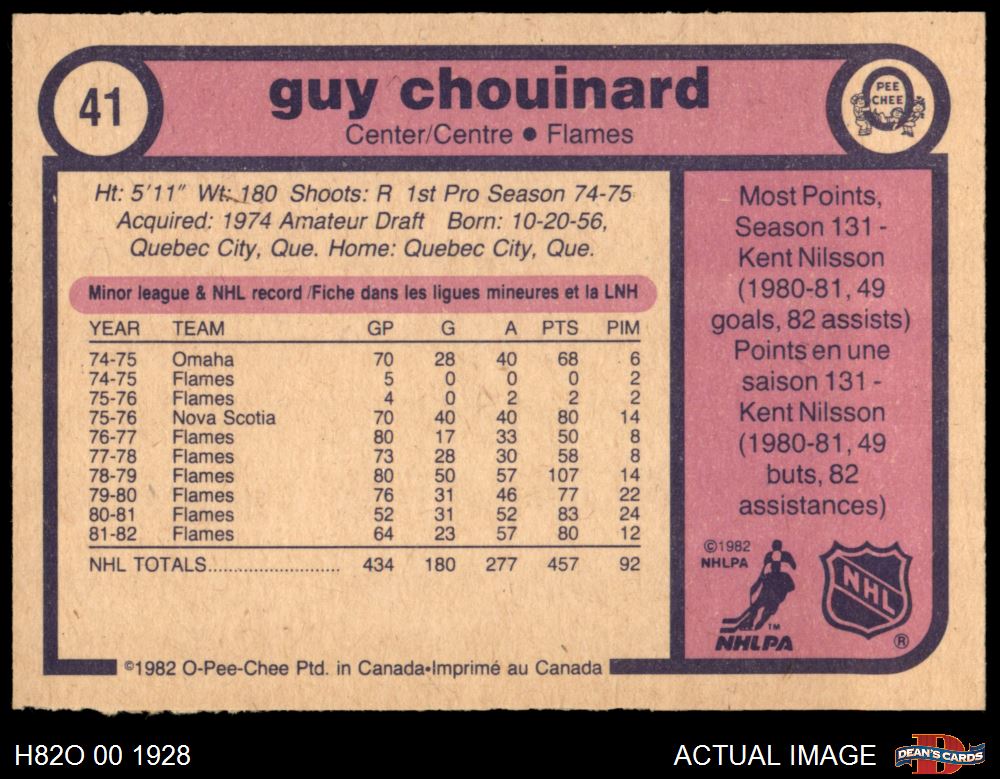 41
guy chouinard
Center/Centre ● Flames
O
PEE
CHEE
Ht: 5'11" Wt: 180 Shoots: R 1st Pro Season 74-75
Acquired: 1974 Amateur Draft Born: 10-20-56,
Quebec City, Que. Home: Quebec City, Que.
Minor league & NHL record /Fiche dans les ligues mineures et la LNH
YEAR TEAM GP G A PTS PIM
74-75 Omaha 70 28 40 68 6
74-75 Flames 5 0 0 0 2
75-76 Flames 4 0 2 2 2
75-76 Nova Scotia 70 40 40 80 14
76-77 Flames 80 17 33 50 8
77-78 Flames 73 28 30 58 8
78-79 Flames 80 50 57 107 14
79-80 Flames 76 31 46 77 22
80-81 Flames 52 31 52 83 24
81-82 Flames 64 23 57 80 12
NHL TOTALS........................ 434 180 277 457 92
©1982 O-Pee-Chee Ptd. in Canada•Imprimé au Canada
Most Points,
Season 131 -
Kent Nilsson
(1980-81, 49
goals, 82 assists)
Points en une
saison 131 -
Kent Nilsson
(1980-81, 49
buts, 82
assistances)
©1982
NHLPA
TM
NHLPA
NHL
®
H82O 00 1928
ACTUAL IMAGE
D
DEAN'S CARDS